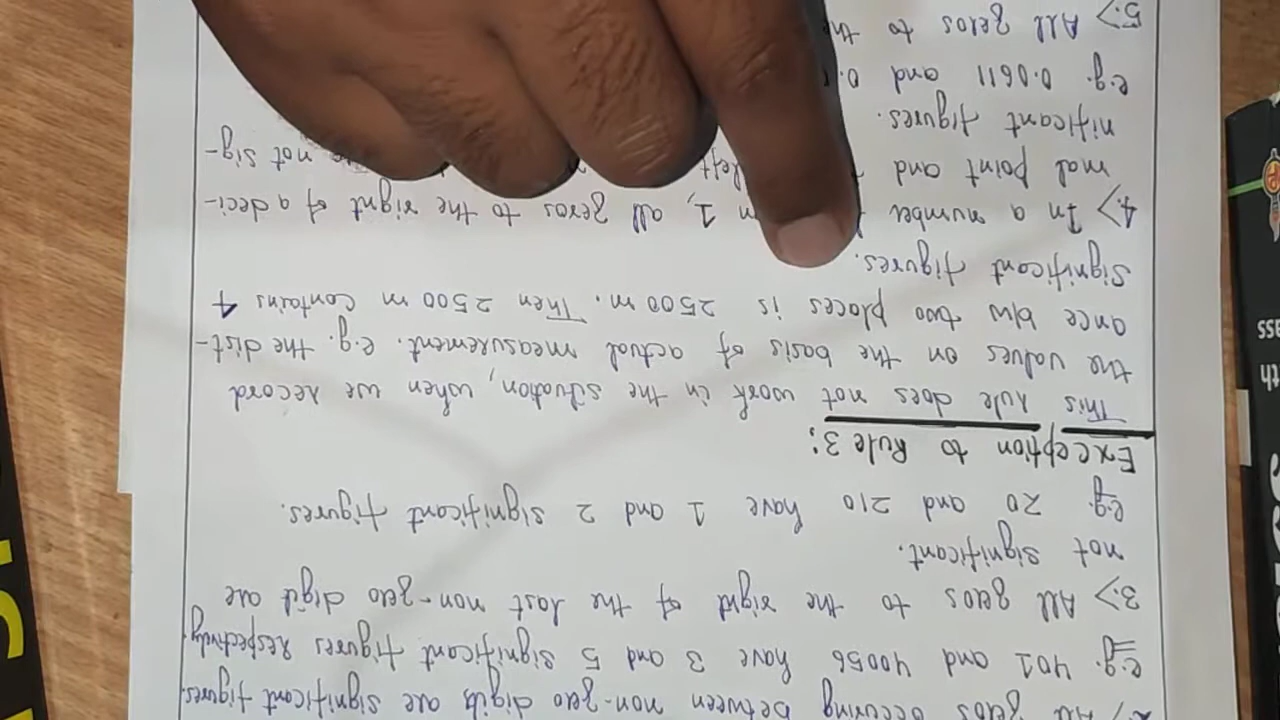 2.> All zeros occuring between non-zero digits are significant figures.
e.g. 401 and 40056 have 3 and 5 significant figures respectively
3.> All zeros to the right of the last non-zero digit are
not significant.
e.g. 20 and 210 have 1 and 2 significant figures.
Exception to Rule 3:
This rule does not work in the situation, when we record
the values on the basis of actual measurement. e.g. the dist-
ance b/w two places is 2500 m. Then 2500 m contains 4
significant figures.
4.> In a number 1, all zeros to the right of a deci-
mal point and left not sig-
nificant figures.
e.g. 0.0611 and 0.
5.> All zeros to the